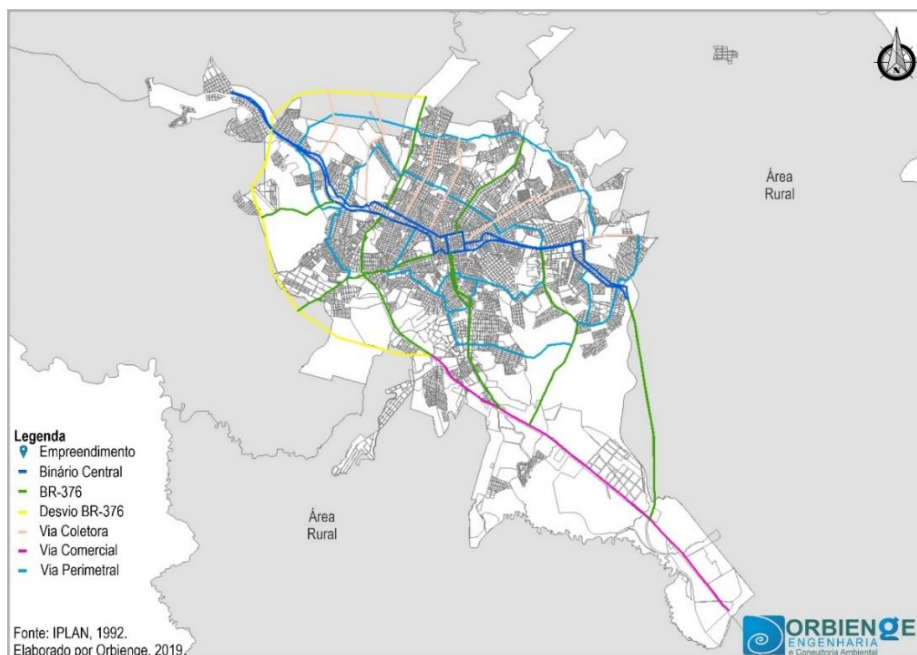 N
Área
Rural
Área
Rural
Legenda
Empreendimento
Binário Central
BR-376
Desvio BR-376
Via Coletora
Via Comercial
Via Perimetral
Fonte: IPLAN, 1992.
Elaborado por Orbienge, 2019.
ORBIENGE
ENGENHARIA
e Consultoria Ambiental